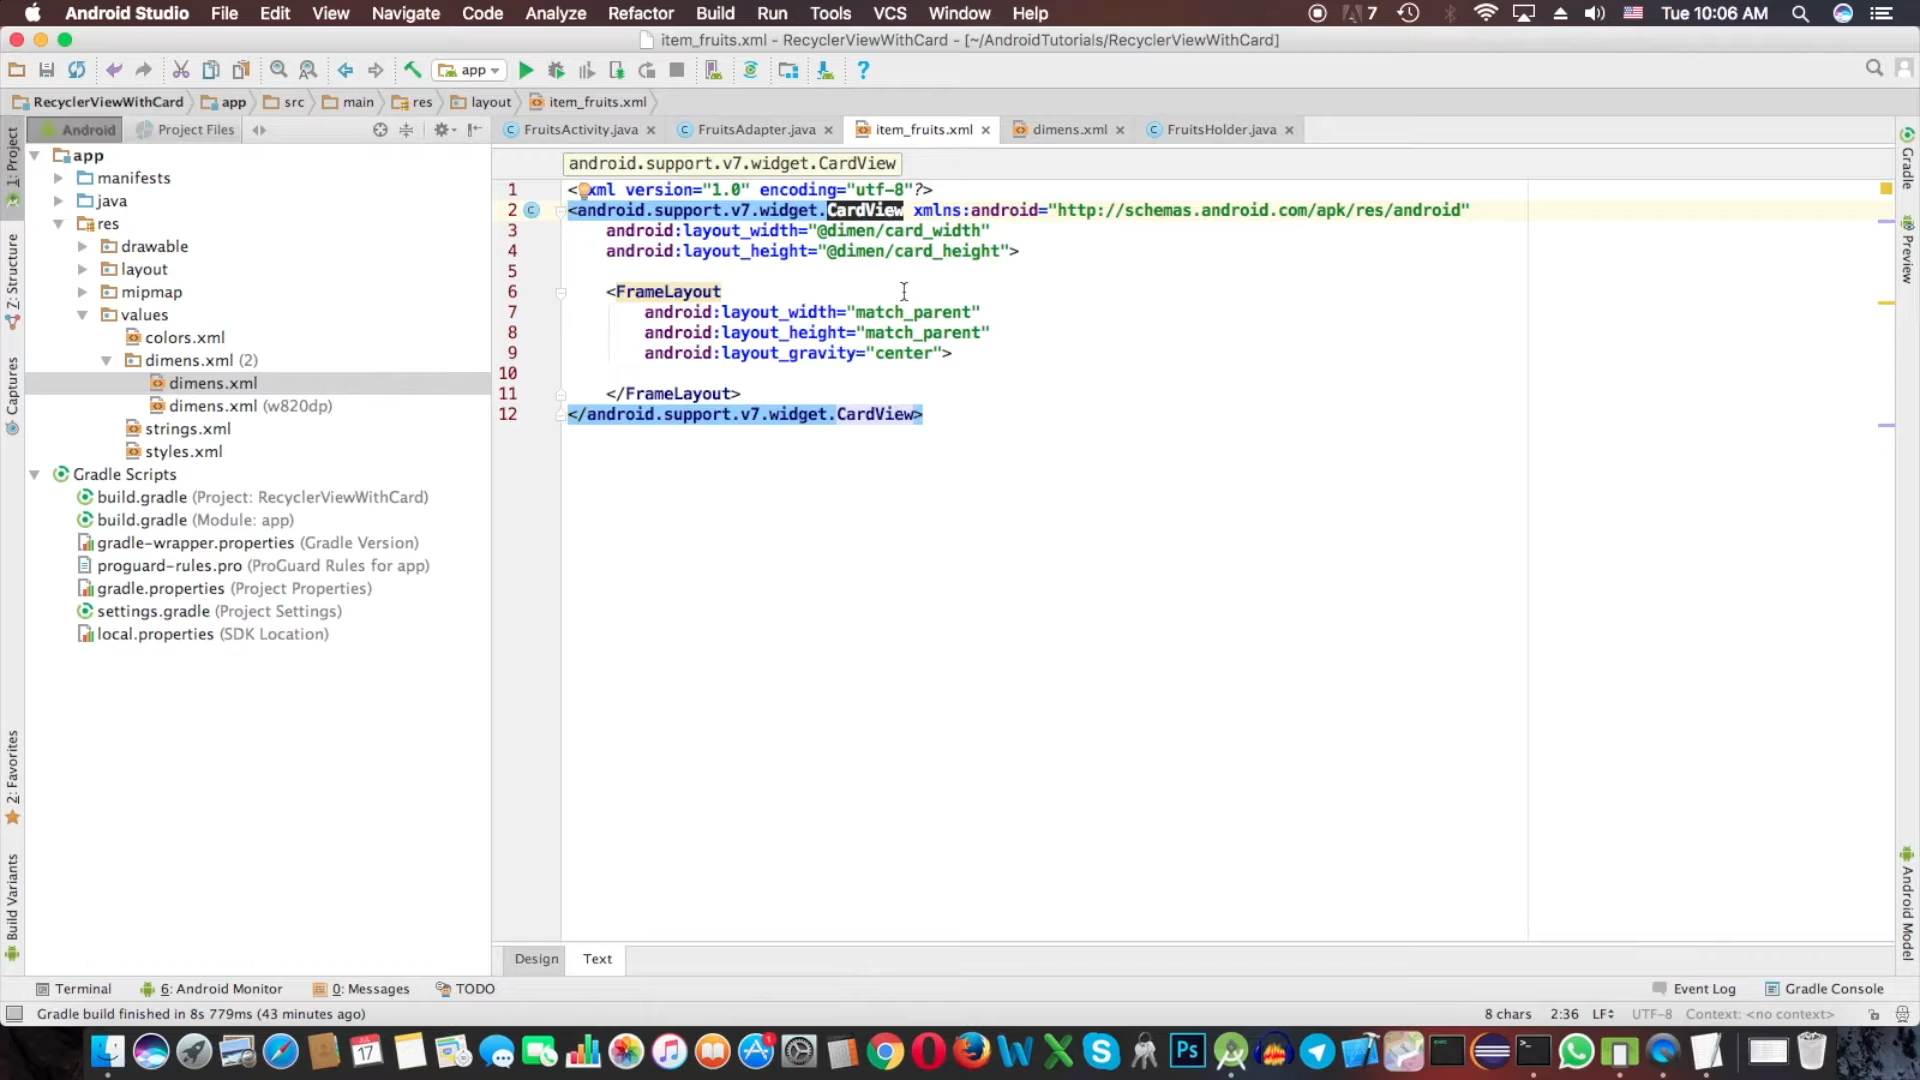 Android Studio File Edit View Navigate Code Analyze Refactor Build Run Tools VCS Window Help 7 Tue 10:06 AM
item_fruits.xml - RecyclerViewWithCard - [~/AndroidTutorials/RecyclerViewWithCard]
app
RecyclerViewWithCard app src main res layout item_fruits.xml
Android Project Files
FruitsActivity.java FruitsAdapter.java item_fruits.xml dimens.xml FruitsHolder.java
android.support.v7.widget.CardView
1 <?xml version="1.0" encoding="utf-8"?>
2 <android.support.v7.widget.CardView xmlns:android="http://schemas.android.com/apk/res/android"
3 android:layout_width="@dimen/card_width"
4 android:layout_height="@dimen/card_height">
5
6 <FrameLayout
7 android:layout_width="match_parent"
8 android:layout_height="match_parent"
9 android:layout_gravity="center">
10
11 </FrameLayout>
12 </android.support.v7.widget.CardView>
app
manifests
java
res
drawable
layout
mipmap
values
colors.xml
dimens.xml (2)
dimens.xml
dimens.xml (w820dp)
strings.xml
styles.xml
Gradle Scripts
build.gradle (Project: RecyclerViewWithCard)
build.gradle (Module: app)
gradle-wrapper.properties (Gradle Version)
proguard-rules.pro (ProGuard Rules for app)
gradle.properties (Project Properties)
settings.gradle (Project Settings)
local.properties (SDK Location)
1: Project
Z: Structure
Captures
2: Favorites
Build Variants
Gradle
Preview
Android Model
Design Text
Terminal 6: Android Monitor 0: Messages TODO Event Log Gradle Console
Gradle build finished in 8s 779ms (43 minutes ago) 8 chars 2:36 LF UTF-8 Context: <no context>
17
Ps